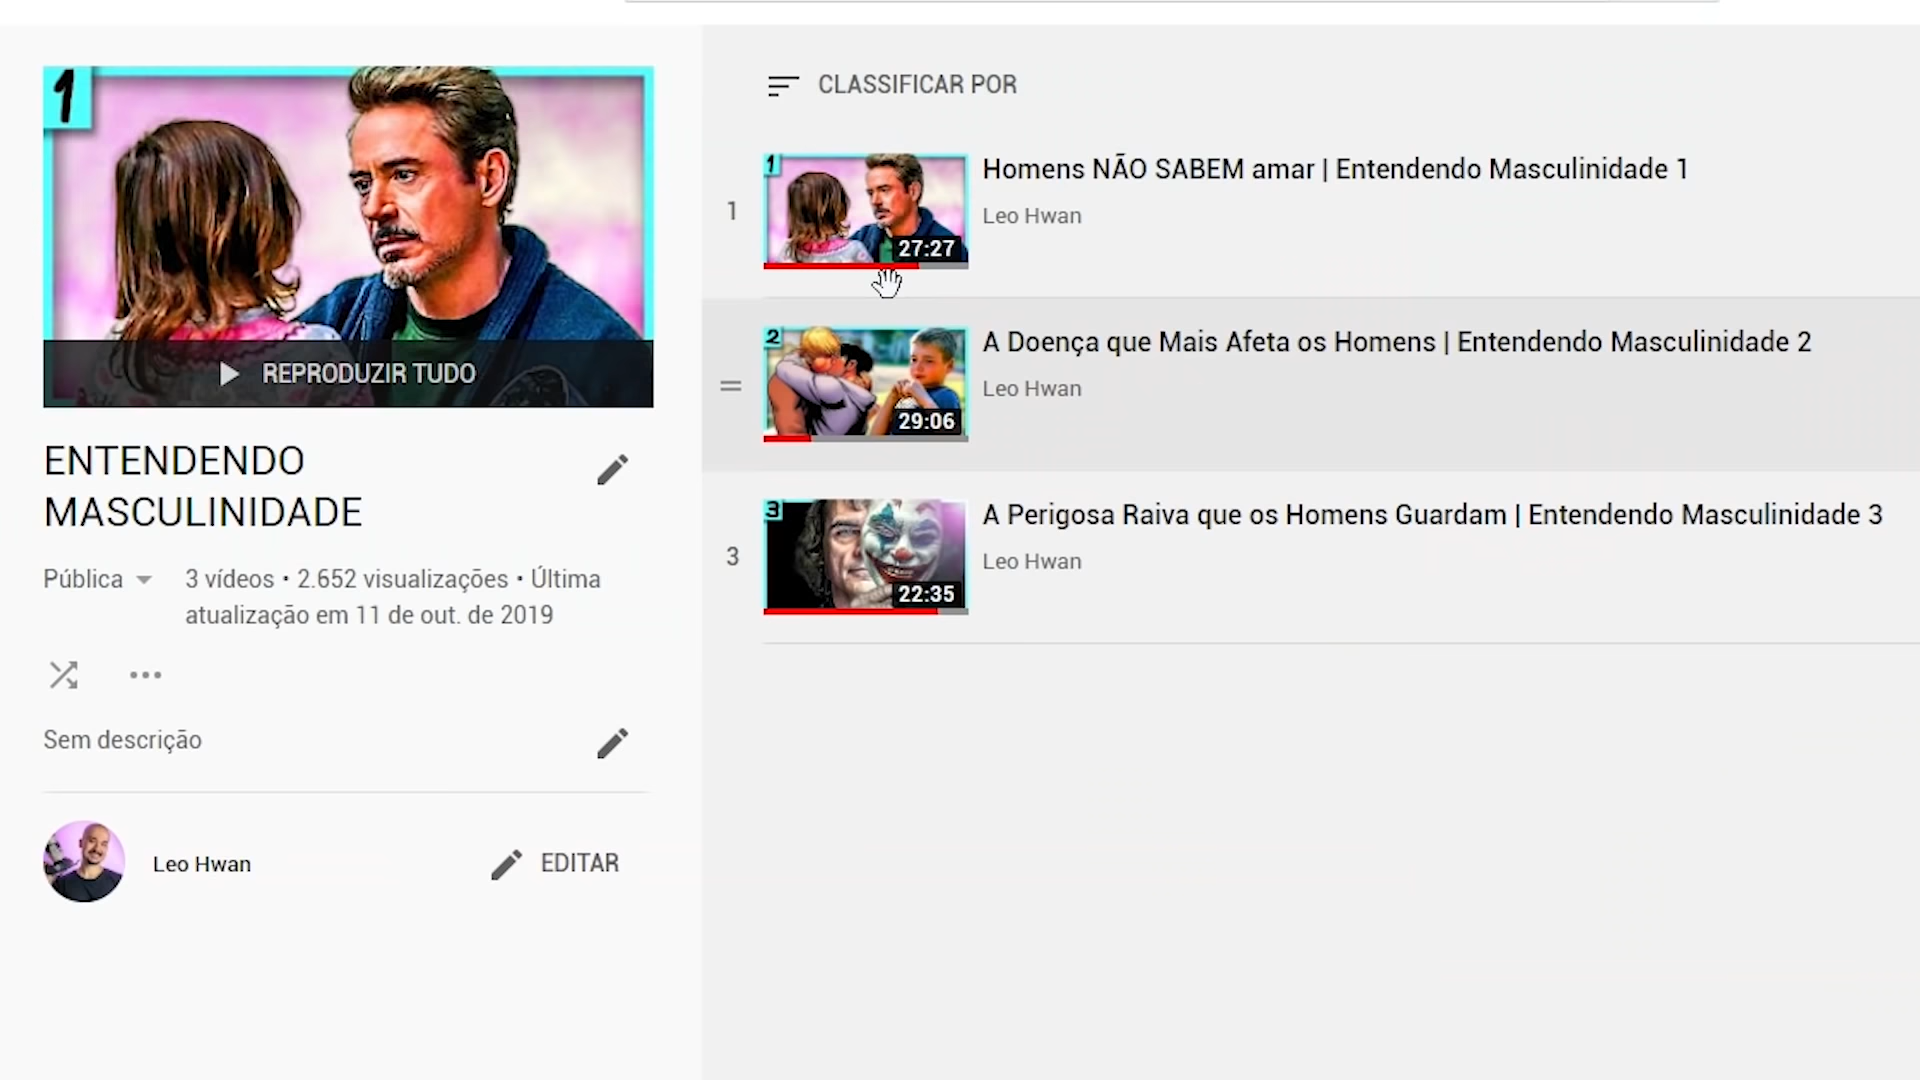 1
REPRODUZIR TUDO
ENTENDENDO
MASCULINIDADE
Pública
3 vídeos • 2.652 visualizações • Última
atualização em 11 de out. de 2019
Sem descrição
Leo Hwan
EDITAR
CLASSIFICAR POR
1
1
27:27
Homens NÃO SABEM amar | Entendendo Masculinidade 1
Leo Hwan
2
29:06
A Doença que Mais Afeta os Homens | Entendendo Masculinidade 2
Leo Hwan
3
3
22:35
A Perigosa Raiva que os Homens Guardam | Entendendo Masculinidade 3
Leo Hwan